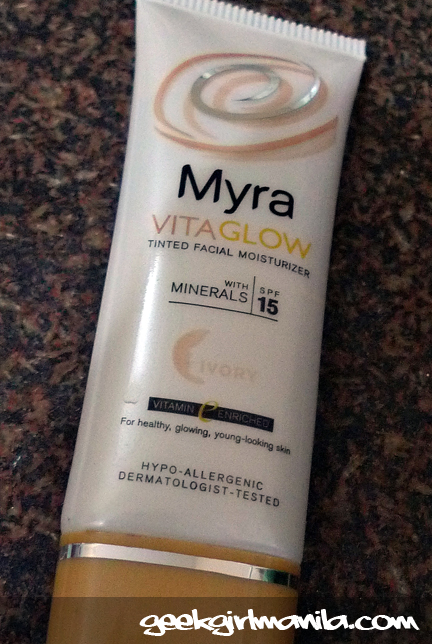 Myra
VITAGLOW
TINTED FACIAL MOISTURIZER
WITH
MINERALS
SPF
15
IVORY
VITAMIN e ENRICHED
For healthy, glowing, young-looking skin
HYPO-ALLERGENIC
DERMATOLOGIST-TESTED
geekgirlmanila.com